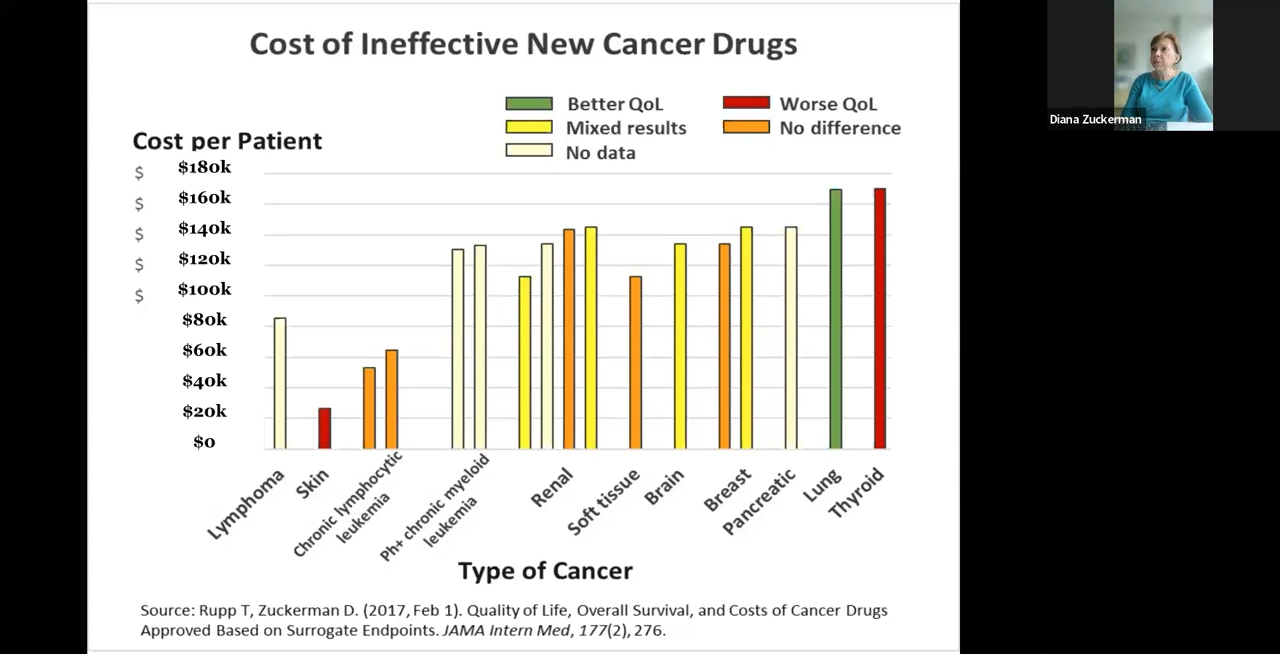 Cost of Ineffective New Cancer Drugs
Better QoL
Worse QoL
Mixed results
No difference
No data
Cost per Patient
$ $180k
$ $160k
$ $140k
$ $120k
$ $100k
$80k
$60k
$40k
$20k
$0
Lymphoma
Skin
Chronic lymphocytic
leukemia
Ph+ chronic myeloid
leukemia
Renal
Soft tissue
Brain
Breast
Pancreatic
Lung
Thyroid
Type of Cancer
Source: Rupp T, Zuckerman D. (2017, Feb 1). Quality of Life, Overall Survival, and Costs of Cancer Drugs
Approved Based on Surrogate Endpoints. JAMA Intern Med, 177(2), 276.
Diana Zuckerman